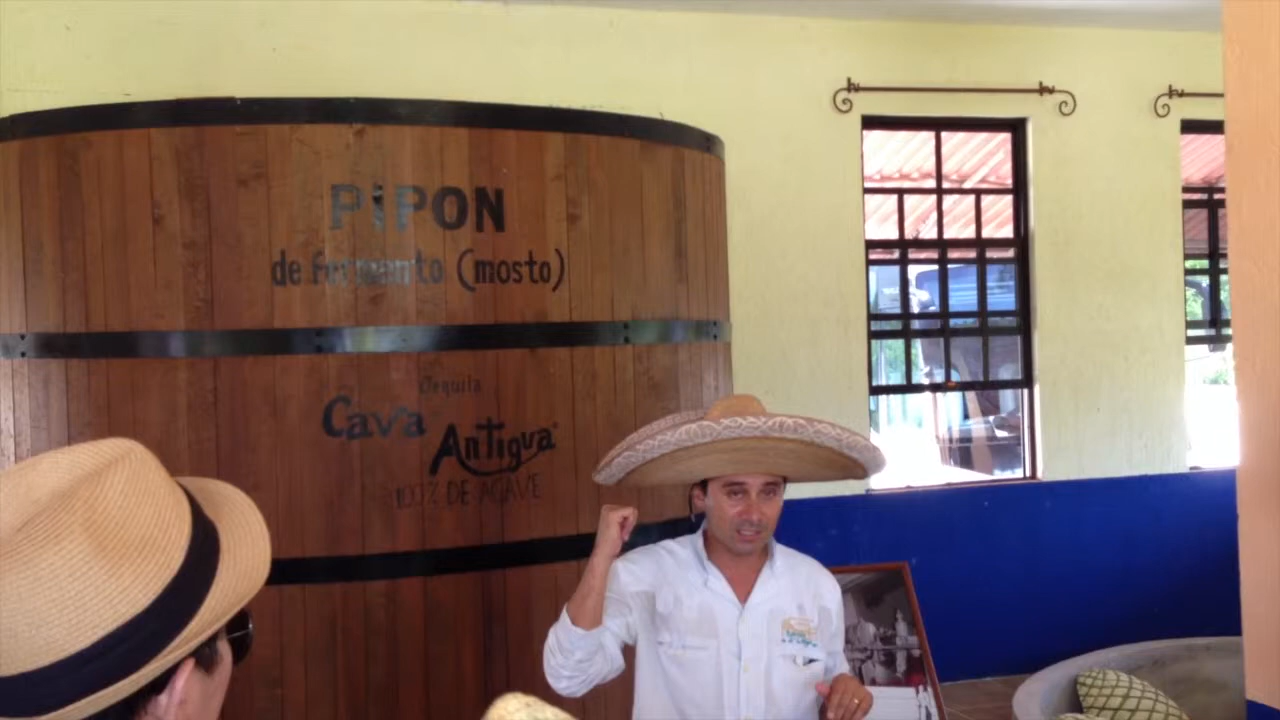 PIPON
de fermento (mosto)
Tequila
Cava
Antigua
100% DE AGAVE